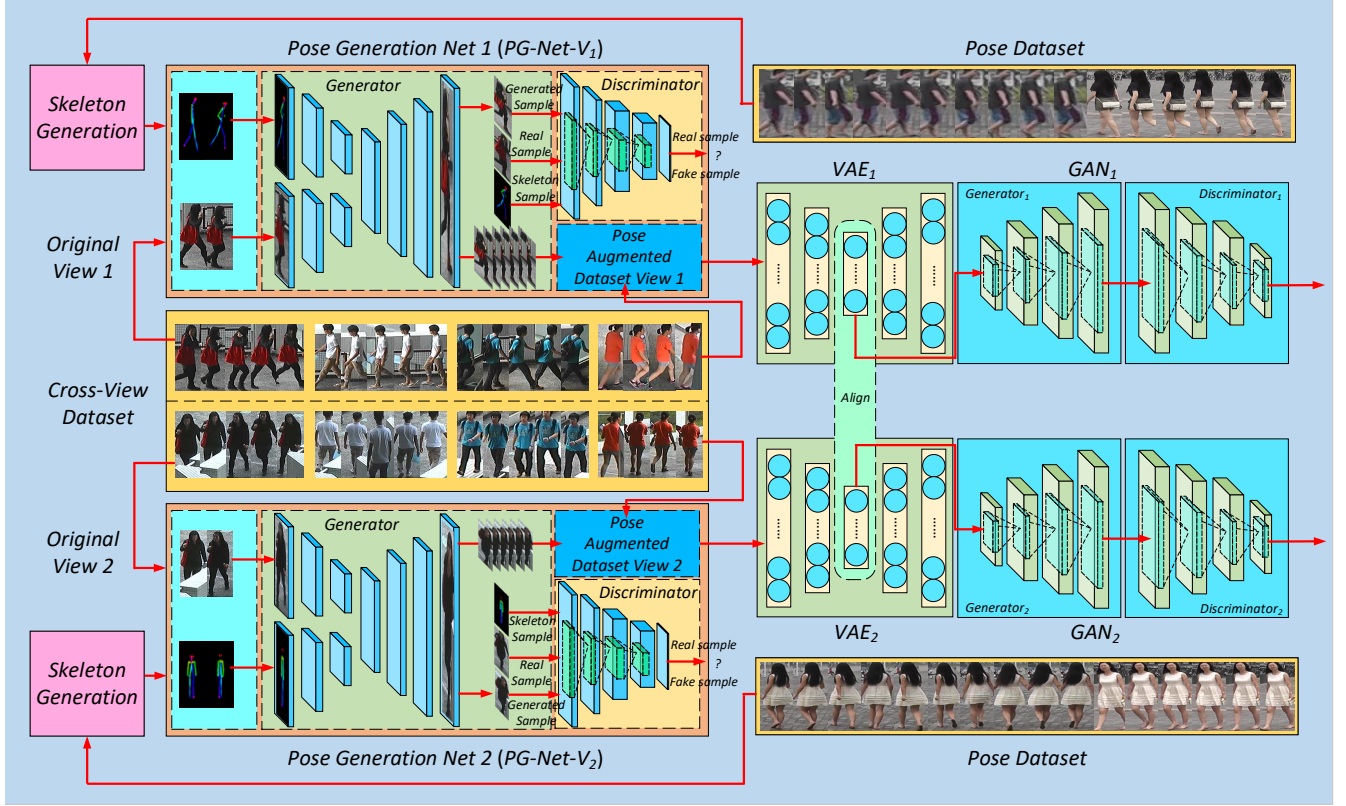 Pose Generation Net 1 (PG-Net-V1)
Pose Dataset
Skeleton
Generation
Generator
Generated
Sample
Real
Sample
Skeleton
Sample
Discriminator
Real sample
?
Fake sample
Original
View 1
Pose
Augmented
Dataset View 1
VAE1
GAN1
Generator1
Discriminator1
Cross-View
Dataset
Align
Original
View 2
Generator
Pose
Augmented
Dataset View 2
Discriminator
Skeleton
Sample
Real
Sample
Generated
Sample
Real sample
?
Fake sample
Generator2
Discriminator2
VAE2
GAN2
Skeleton
Generation
Pose Generation Net 2 (PG-Net-V2)
Pose Dataset